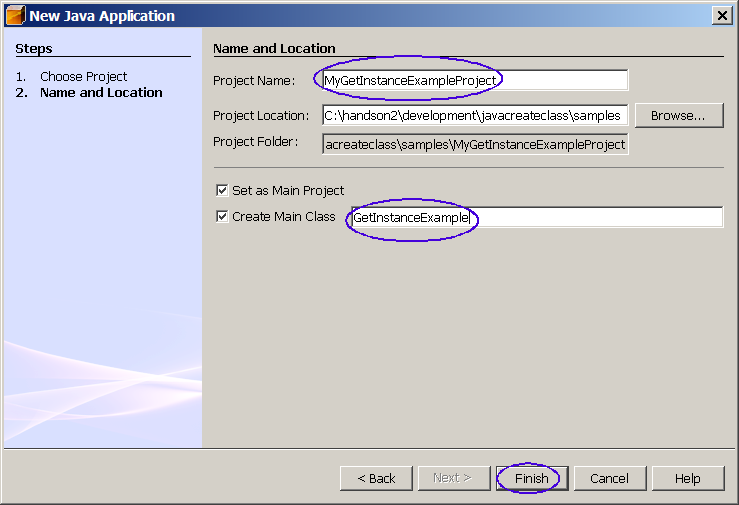 New Java Application
Steps
1. Choose Project
2. Name and Location
Name and Location
Project Name: MyGetInstanceExampleProject
Project Location: C:\handson2\development\javacreateclass\samples Browse...
Project Folder: acreateclass\samples\MyGetInstanceExampleProject
Set as Main Project
Create Main Class GetInstanceExample
< Back Next > Finish Cancel Help